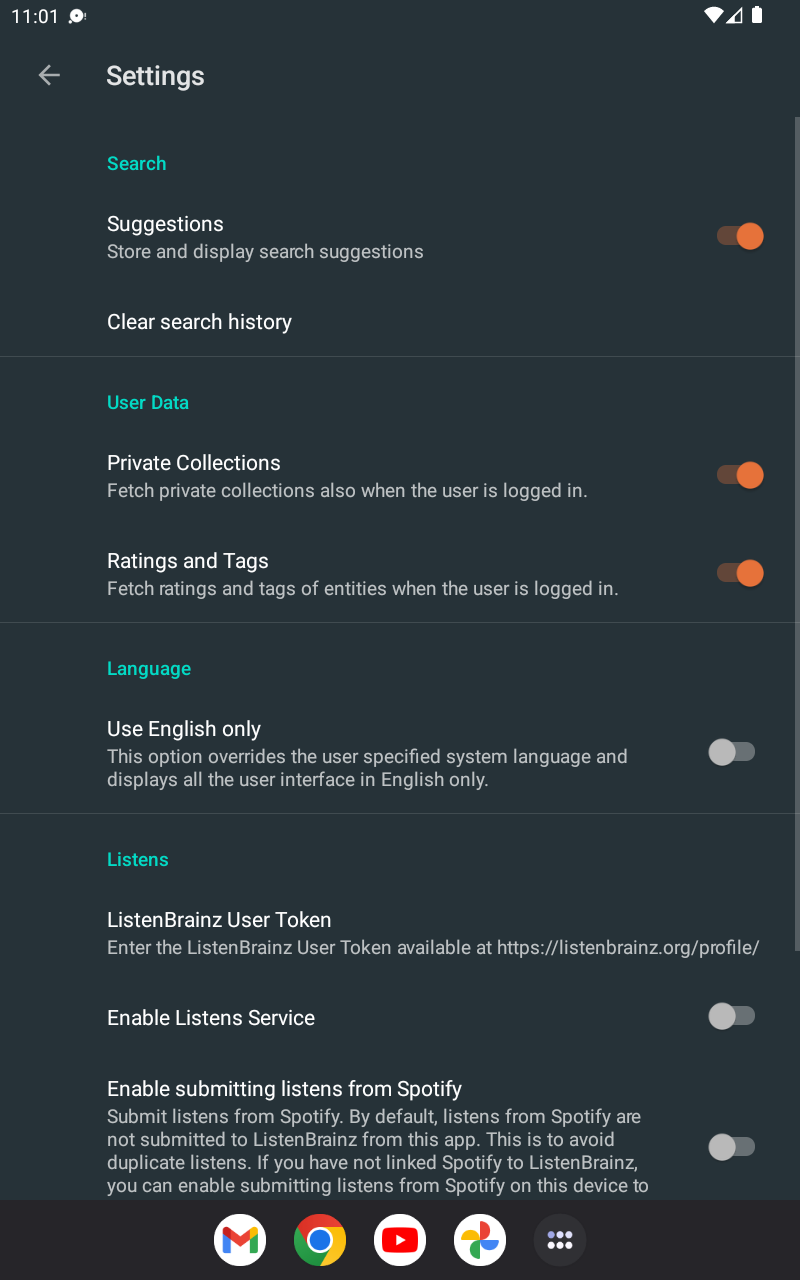 11:01
Settings
Search
Suggestions
Store and display search suggestions
Clear search history
User Data
Private Collections
Fetch private collections also when the user is logged in.
Ratings and Tags
Fetch ratings and tags of entities when the user is logged in.
Language
Use English only
This option overrides the user specified system language and
displays all the user interface in English only.
Listens
ListenBrainz User Token
Enter the ListenBrainz User Token available at https://listenbrainz.org/profile/
Enable Listens Service
Enable submitting listens from Spotify
Submit listens from Spotify. By default, listens from Spotify are
not submitted to ListenBrainz from this app. This is to avoid
duplicate listens. If you have not linked Spotify to ListenBrainz,
you can enable submitting listens from Spotify on this device to